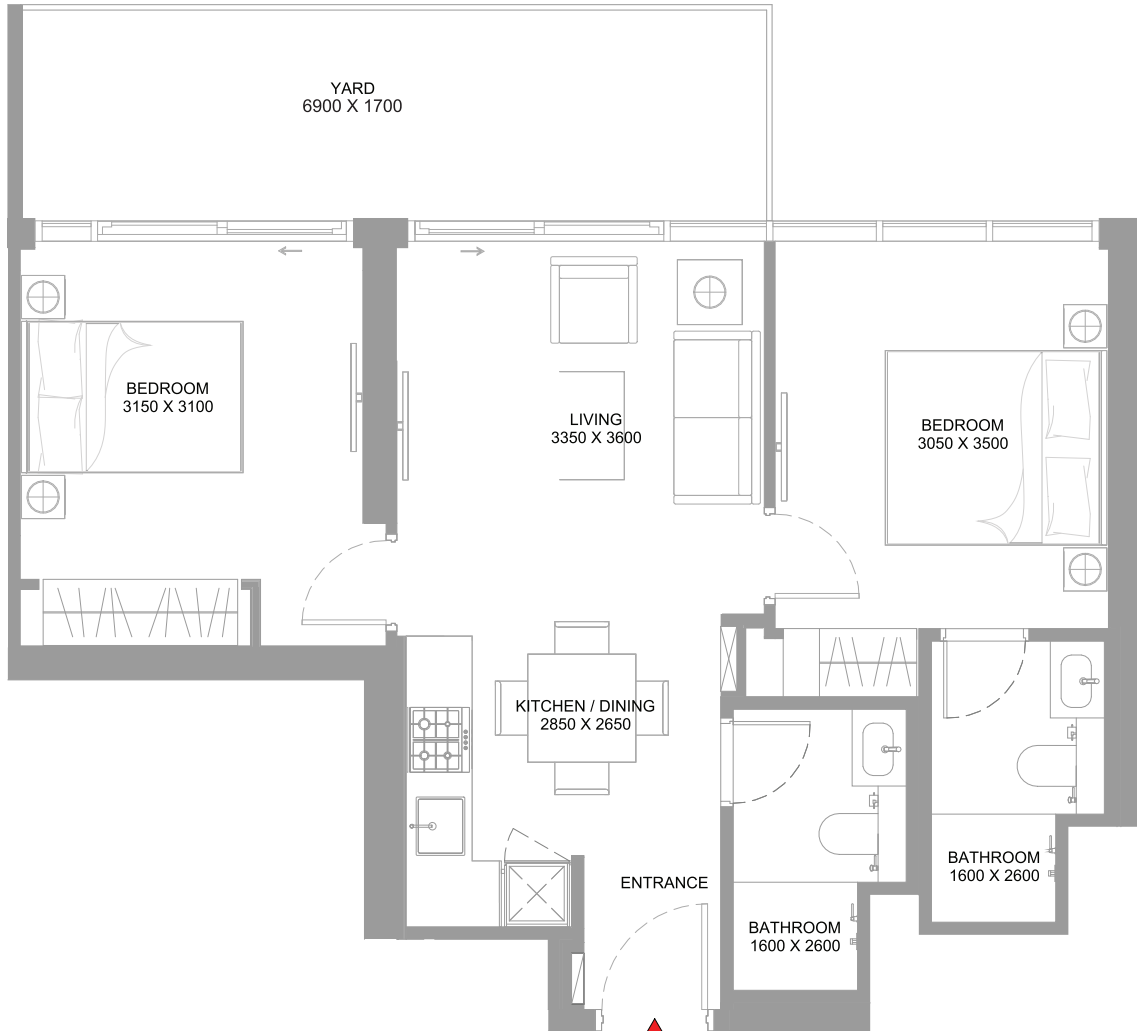 YARD
6900 X 1700
BEDROOM
3150 X 3100
LIVING
3350 X 3600
BEDROOM
3050 X 3500
KITCHEN / DINING
2850 X 2650
ENTRANCE
BATHROOM
1600 X 2600
BATHROOM
1600 X 2600